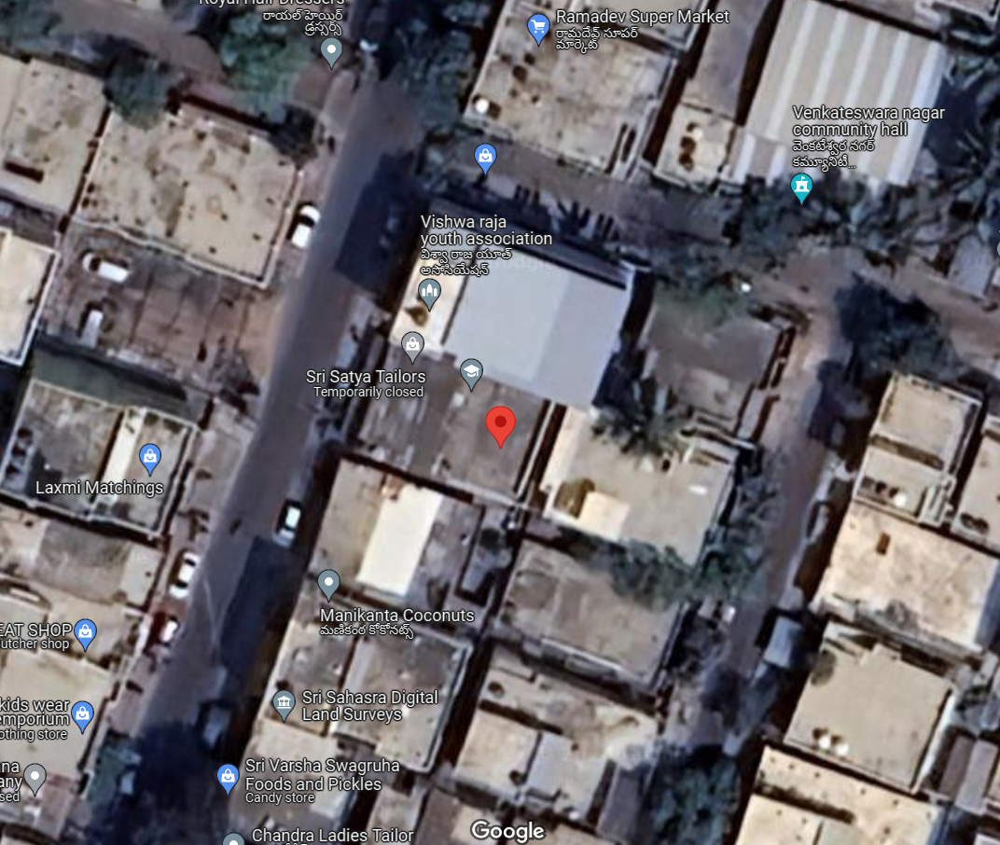 Royal Hair Dressers
రాయల్ హెయిర్
డ్రస్సర్స్
Ramadev Super Market
రామదేవ్ సూపర్
మార్కెట్
Venkateswara nagar
community hall
వెంకటేశ్వర నగర్
కమ్యూనిటీ...
Vishwa raja
youth association
విశ్వా రాజ యూత్
అసోసియేషన్
Sri Satya Tailors
Temporarily closed
Laxmi Matchings
Manikanta Coconuts
మణికంఠ కోకోనట్స్
EAT SHOP
utcher shop
Sri Sahasra Digital
Land Surveys
kids wear
emporium
othing store
Sri Varsha Swagruha
Foods and Pickles
Candy store
na
any
sed
Chandra Ladies Tailor
Google